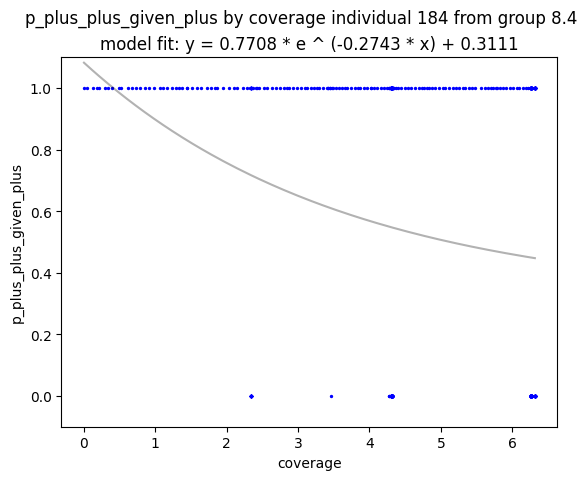 p_plus_plus_given_plus by coverage individual 184 from group 8.4
model fit: y = 0.7708 * e ^ (-0.2743 * x) + 0.3111
p_plus_plus_given_plus
1.0
0.8
0.6
0.4
0.2
0.0
0 1 2 3 4 5 6
coverage